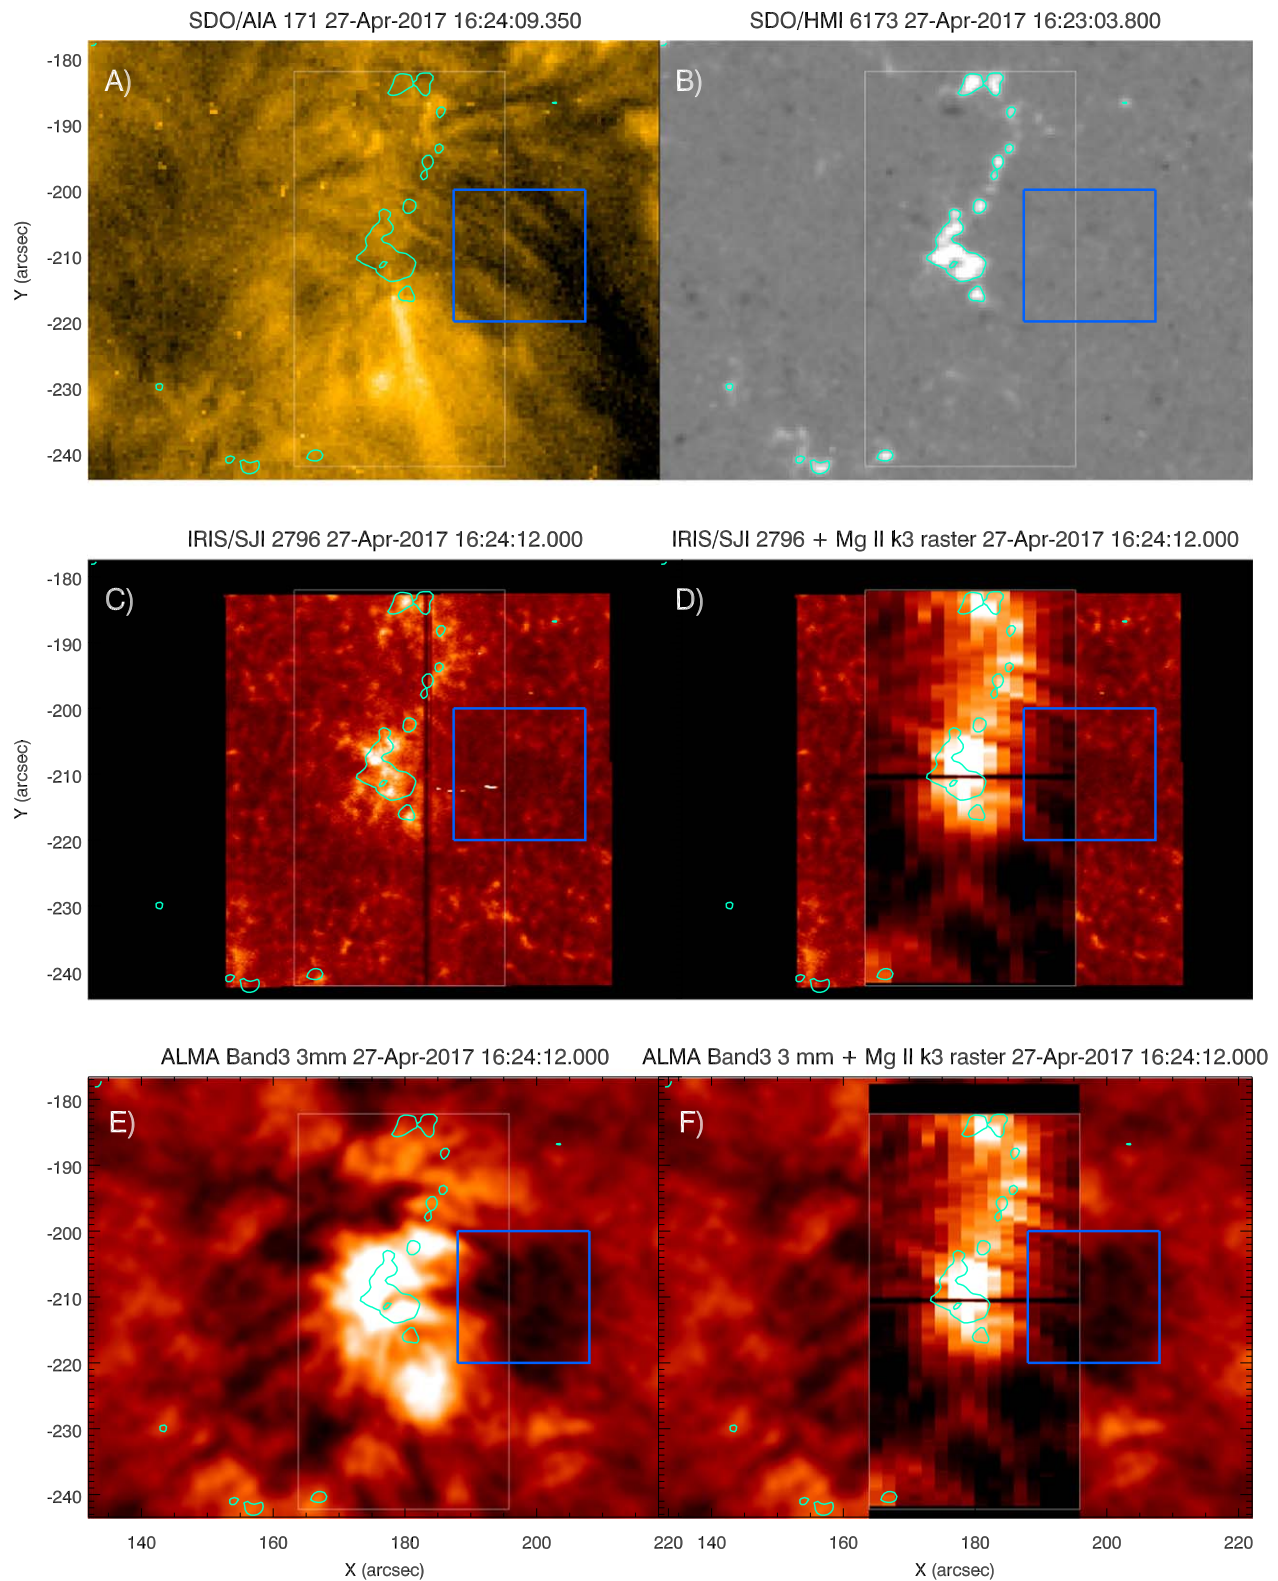 SDO/AIA 171 27-Apr-2017 16:24:09.350
SDO/HMI 6173 27-Apr-2017 16:23:03.800
A)
B)
-180
-190
-200
-210
-220
-230
-240
Y (arcsec)
IRIS/SJI 2796 27-Apr-2017 16:24:12.000
IRIS/SJI 2796 + Mg II k3 raster 27-Apr-2017 16:24:12.000
C)
D)
-180
-190
-200
-210
-220
-230
-240
Y (arcsec)
ALMA Band3 3mm 27-Apr-2017 16:24:12.000
ALMA Band3 3 mm + Mg II k3 raster 27-Apr-2017 16:24:12.000
E)
F)
-180
-190
-200
-210
-220
-230
-240
140 160 180 200 220 140 160 180 200 220
X (arcsec)
X (arcsec)